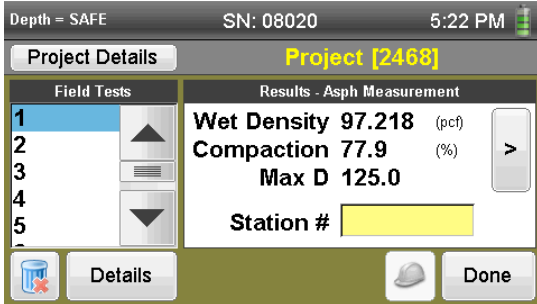 Depth = SAFE SN: 08020 5:22 PM
Project Details Project [2468]
Field Tests
1
2
3
4
5
Results - Asph Measurement
Wet Density 97.218 (pcf)
Compaction 77.9 (%)
Max D 125.0
>
Station #
Details Done